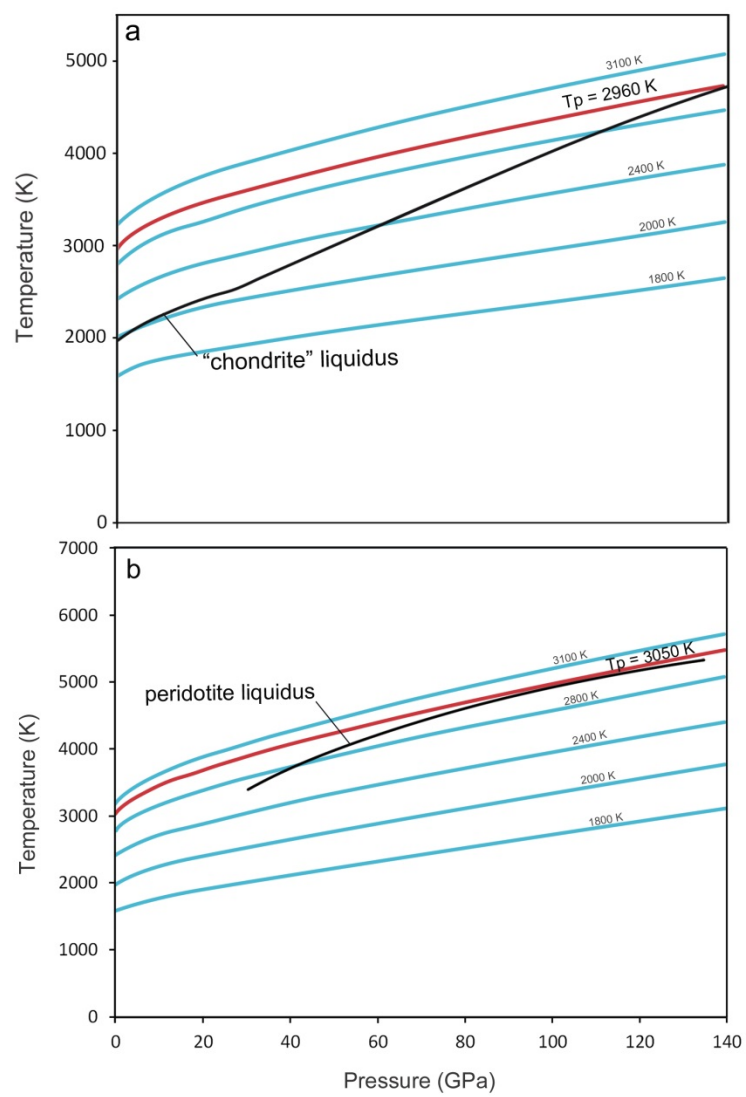 a
5000
4000
3000
2000
1000
0
Temperature (K)
3100 K
Tp = 2960 K
2400 K
2000 K
1800 K
“chondrite” liquidus
b
7000
6000
5000
4000
3000
2000
1000
0
Temperature (K)
3100 K
Tp = 3050 K
2800 K
2400 K
2000 K
1800 K
peridotite liquidus
0 20 40 60 80 100 120 140
Pressure (GPa)